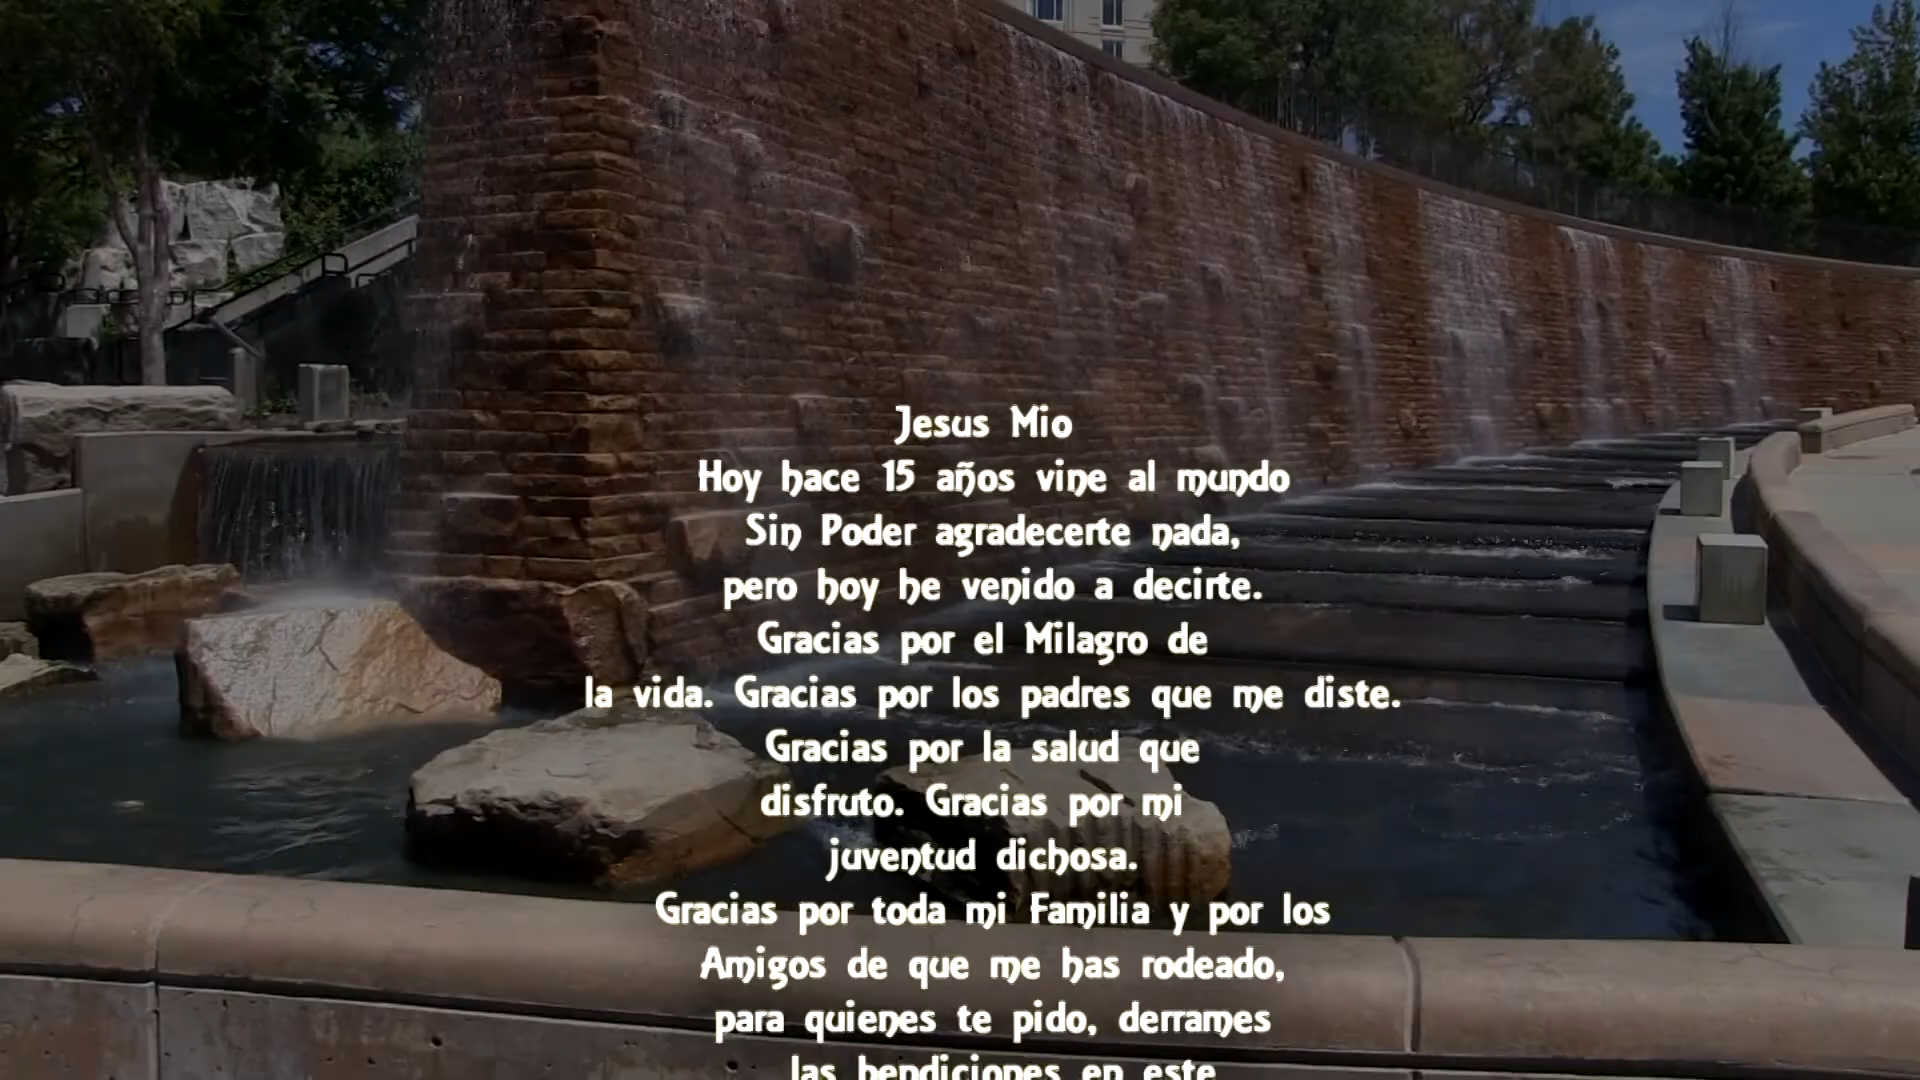 Jesus Mio
Hoy hace 15 años vine al mundo
Sin Poder agradecerte nada,
pero hoy he venido a decirte.
Gracias por el Milagro de
la vida. Gracias por los padres que me diste.
Gracias por la salud que
disfruto. Gracias por mi
juventud dichosa.
Gracias por toda mi Familia y por los
Amigos de que me has rodeado,
para quienes te pido, derrames
las bendiciones en este